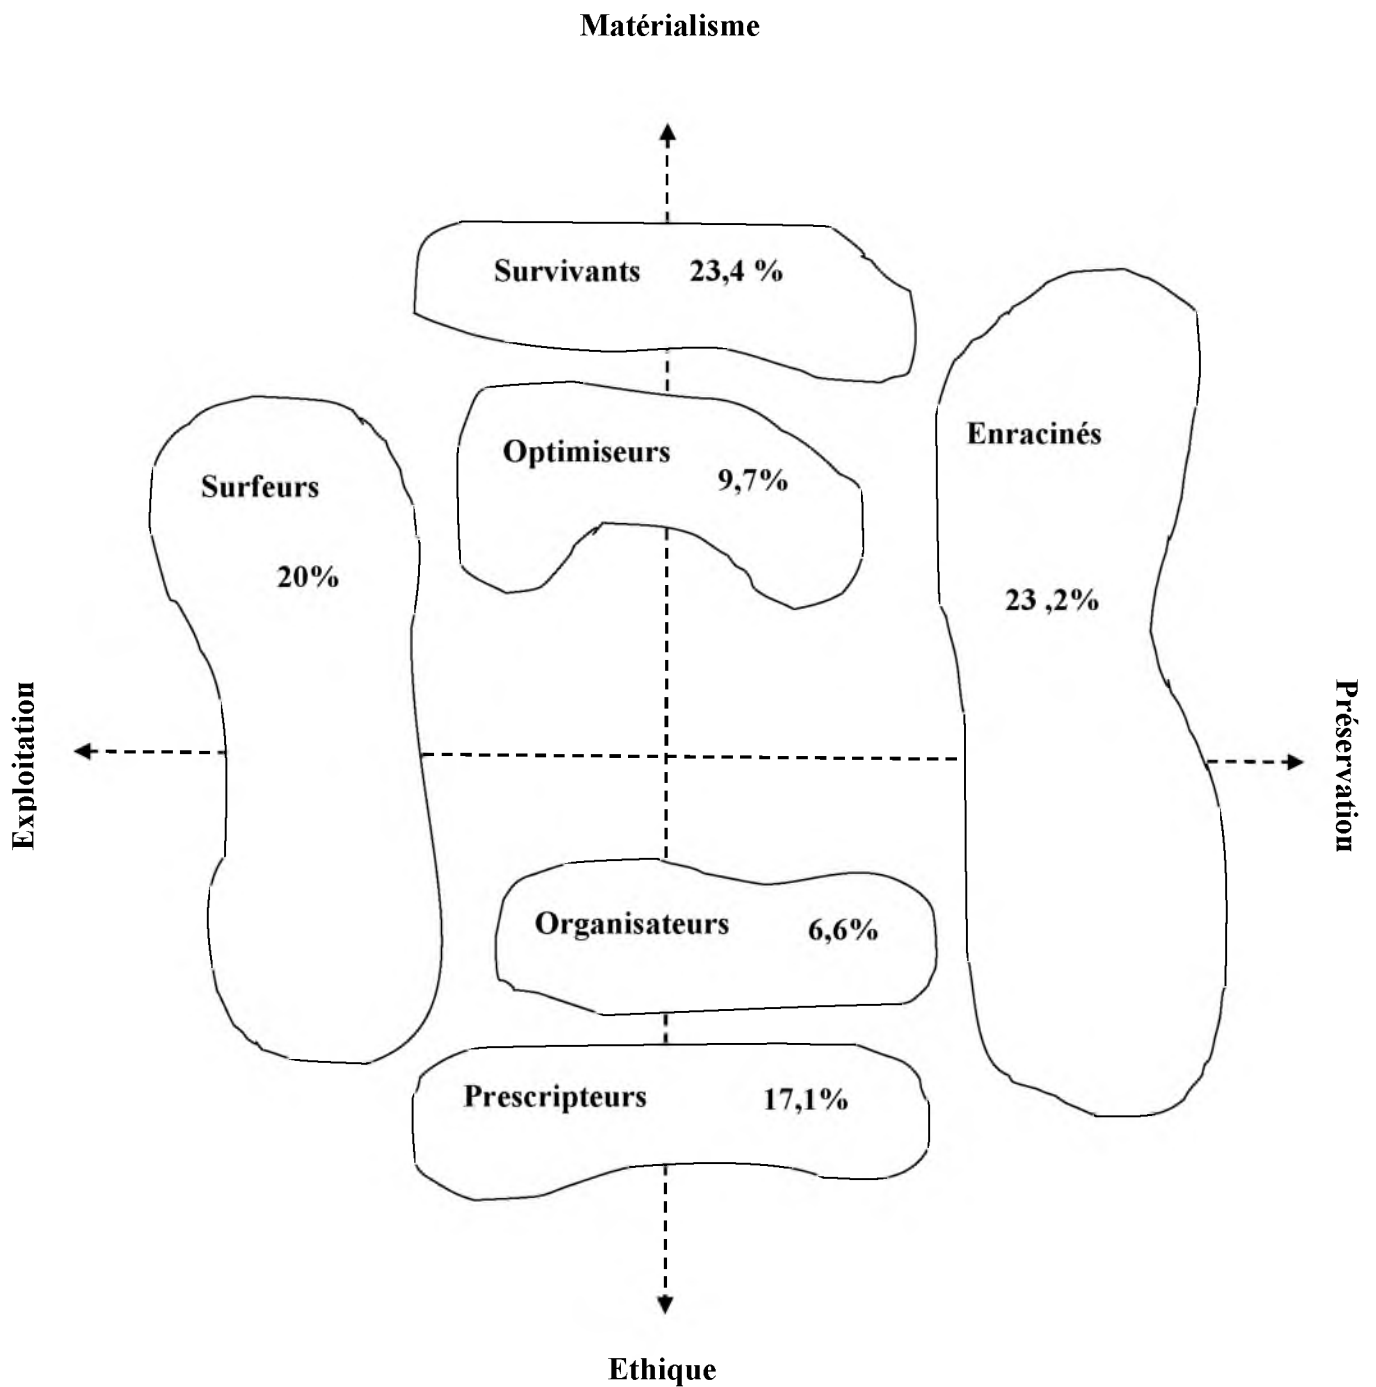 Matérialisme
Survivants 23,4 %
Enracinés
Optimiseurs
9,7%
Surfeurs
20%
23 ,2%
Exploitation
Préservation
Organisateurs 6,6%
Prescripteurs 17,1%
Ethique